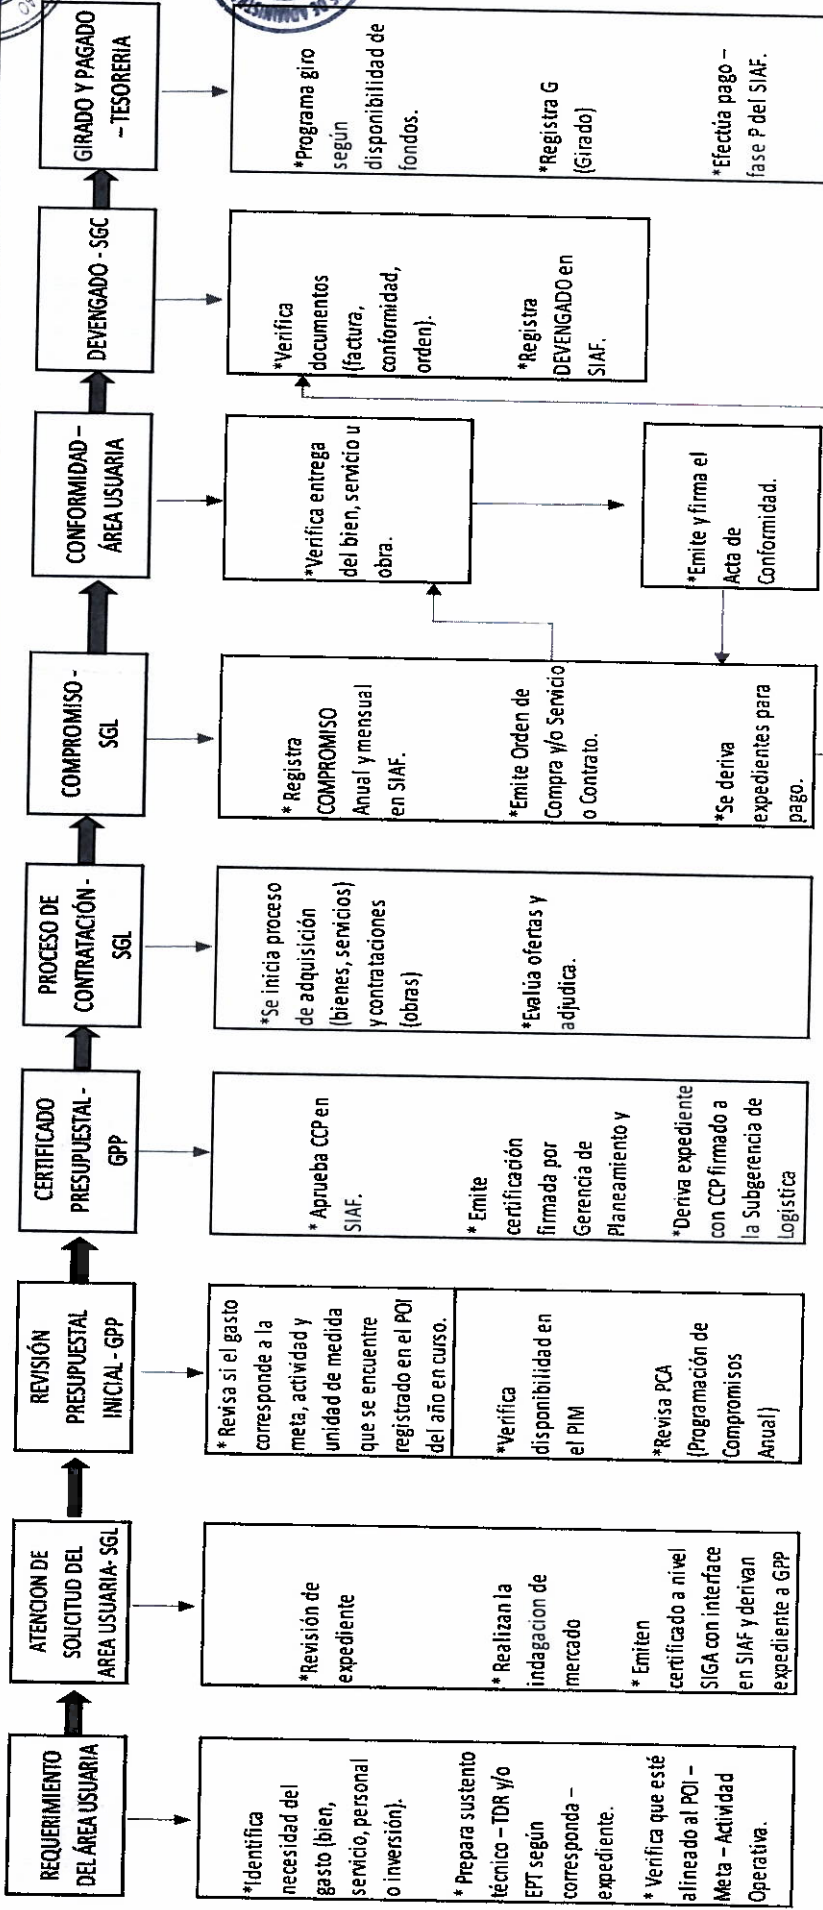 REQUERIMIENTO
DEL ÁREA USUARIA
*Identifica
necesidad del
gasto (bien,
servicio, personal
o inversión).
* Prepara sustento
técnico – TDR y/o
EPT según
corresponda –
expediente.
* Verifica que esté
alineado al POI –
Meta – Actividad
Operativa.
ATENCION DE
SOLICITUD DEL
AREA USUARIA- SGL
*Revisión de
expediente
* Realizan la
indagacion de
mercado
* Emiten
certificado a nivel
SIGA con interface
en SIAF y derivan
expediente a GPP
REVISIÓN
PRESUPUESTAL
INICIAL - GPP
* Revisa si el gasto
corresponde a la
meta, actividad y
unidad de medida
que se encuentre
registrado en el POI
del año en curso.
*Verifica
disponibilidad en
el PIM
*Revisa PCA
(Programación de
Compromisos
Anual)
CERTIFICADO
PRESUPUESTAL -
GPP
* Aprueba CCP en
SIAF.
* Emite
certificación
firmada por
Gerencia de
Planeamiento y
*Deriva expediente
con CCP firmado a
la Subgerencia de
Logistica
PROCESO DE
CONTRATACIÓN -
SGL
*Se inicia proceso
de adquisición
(bienes, servicios)
y contrataciones
(obras)
*Evalúa ofertas y
adjudica.
COMPROMISO -
SGL
* Registra
COMPROMISO
Anual y mensual
en SIAF.
*Emite Orden de
Compra y/o Servicio
o Contrato.
*Se deriva
expedientes para
pago.
CONFORMIDAD –
ÁREA USUARIA
*Verifica entrega
del bien, servicio u
obra.
*Emite y firma el
Acta de
Conformidad.
DEVENGADO - SGC
*Verifica
documentos
(factura,
conformidad,
orden).
*Registra
DEVENGADO en
SIAF.
GIRADO Y PAGADO
– TESORERIA
*Programa giro
según
disponibilidad de
fondos.
*Registra G
(Girado)
*Efectúa pago –
fase P del SIAF.